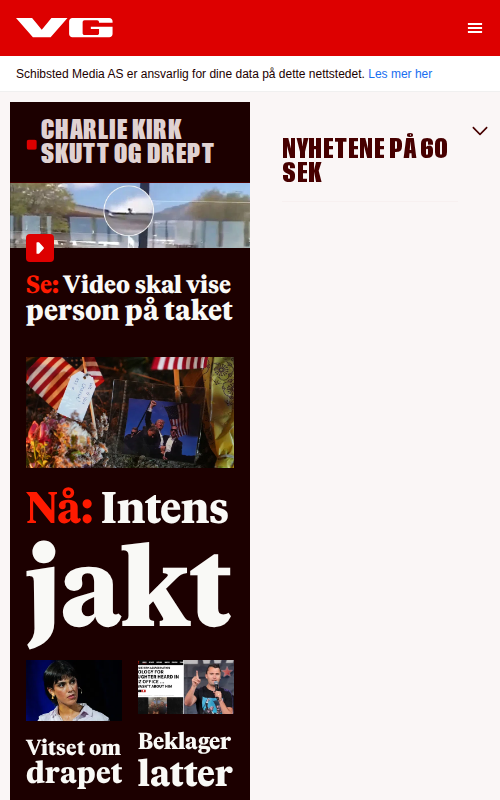 VG
Schibsted Media AS er ansvarlig for dine data på dette nettstedet. Les mer her
CHARLIE KIRK
SKUTT OG DREPT
Se: Video skal vise
person på taket
Nå: Intens
jakt
Vitset om
drapet
Beklager
latter
NYHETENE PÅ 60
SEK